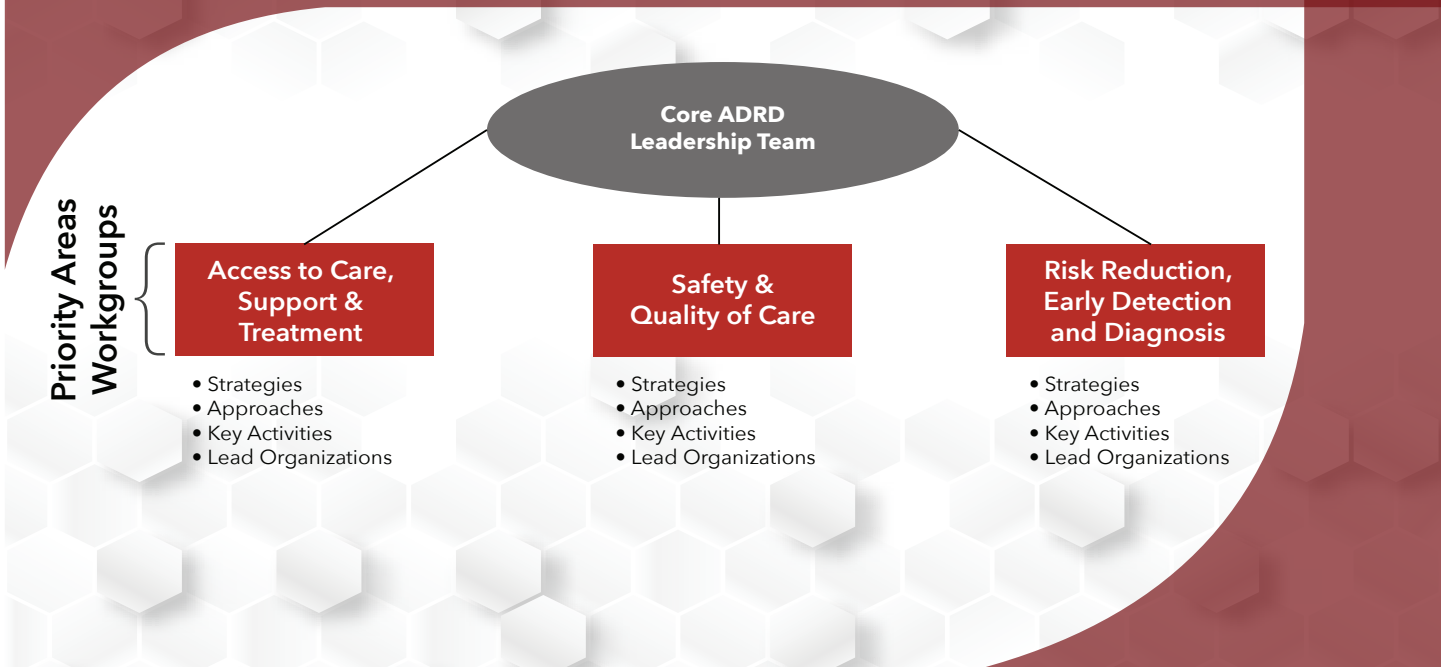 Core ADRD
Leadership Team
Priority Areas
Workgroups
Access to Care,
Support &
Treatment
• Strategies
• Approaches
• Key Activities
• Lead Organizations
Safety &
Quality of Care
• Strategies
• Approaches
• Key Activities
• Lead Organizations
Risk Reduction,
Early Detection
and Diagnosis
• Strategies
• Approaches
• Key Activities
• Lead Organizations